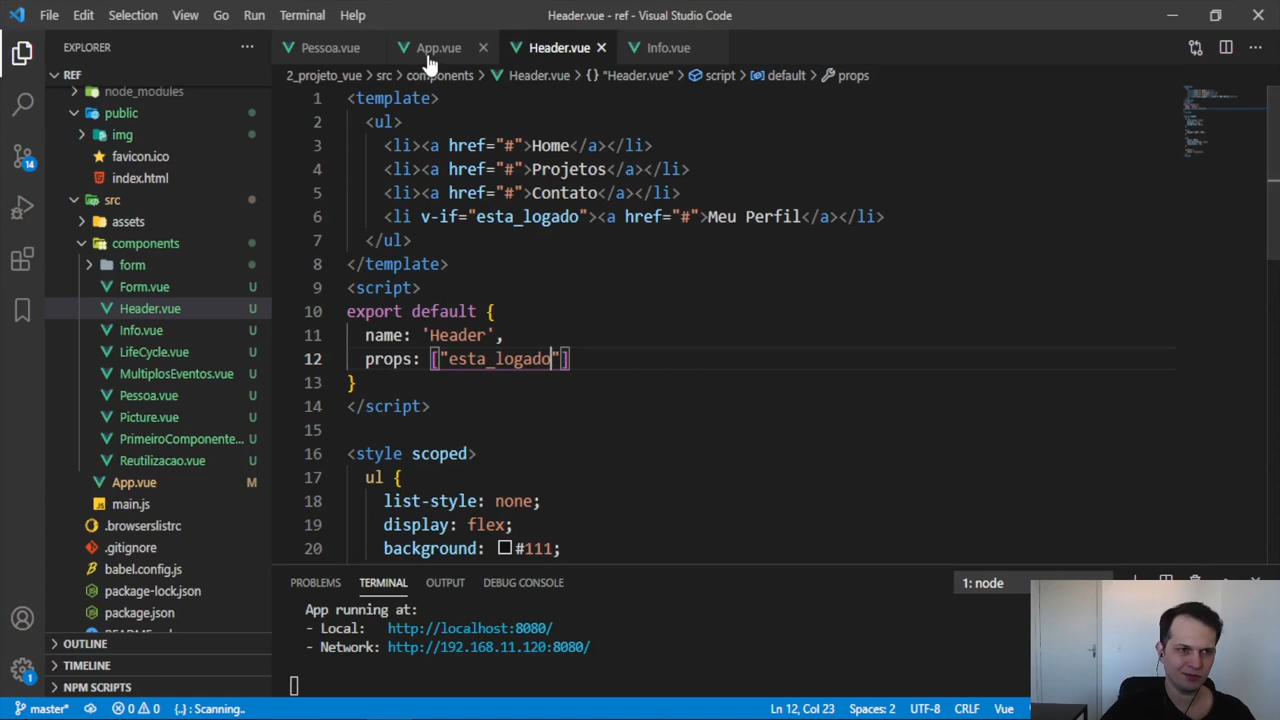 File Edit Selection View Go Run Terminal Help
Header.vue - ref - Visual Studio Code
EXPLORER
Pessoa.vue App.vue Header.vue Info.vue
REF
2_projeto_vue > src > components > Header.vue > {} "Header.vue" > script > default > props
node_modules
public
img
favicon.ico
index.html
src
assets
components
form
Form.vue U
Header.vue U
Info.vue U
LifeCycle.vue U
MultiplosEventos.vue U
Pessoa.vue U
Picture.vue U
PrimeiroComponente... U
Reutilizacao.vue U
App.vue M
main.js
.browserslistrc
.gitignore
babel.config.js
package-lock.json
package.json
OUTLINE
TIMELINE
NPM SCRIPTS
14
1
1 <template>
2 <ul>
3 <li><a href="#">Home</a></li>
4 <li><a href="#">Projetos</a></li>
5 <li><a href="#">Contato</a></li>
6 <li v-if="esta_logado"><a href="#">Meu Perfil</a></li>
7 </ul>
8 </template>
9 <script>
10 export default {
11 name: 'Header',
12 props: ["esta_logado"]
13 }
14 </script>
15
16 <style scoped>
17 ul {
18 list-style: none;
19 display: flex;
20 background: #111;
PROBLEMS TERMINAL OUTPUT DEBUG CONSOLE
1: node
App running at:
- Local: http://localhost:8080/
- Network: http://192.168.11.120:8080/
master* 0 0 {..} : Scanning..
Ln 12, Col 23 Spaces: 2 UTF-8 CRLF Vue